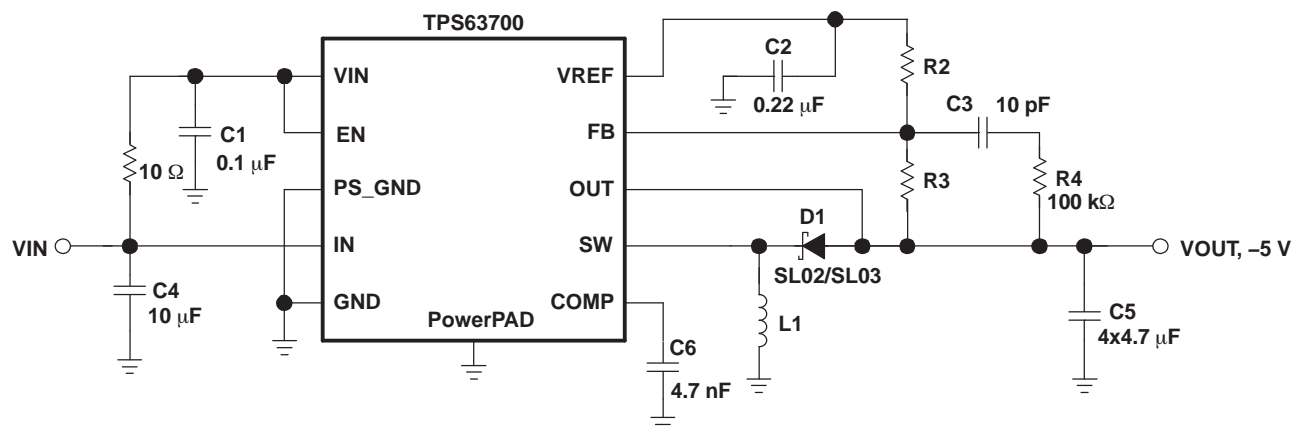 TPS63700
VIN
EN
PS_GND
IN
GND
VREF
FB
OUT
SW
COMP
PowerPAD
C1
0.1 μF
10 Ω
VIN
C4
10 μF
C2
0.22 μF
R2
C3
10 pF
R3
R4
100 kΩ
D1
SL02/SL03
VOUT, –5 V
L1
C5
4x4.7 μF
C6
4.7 nF